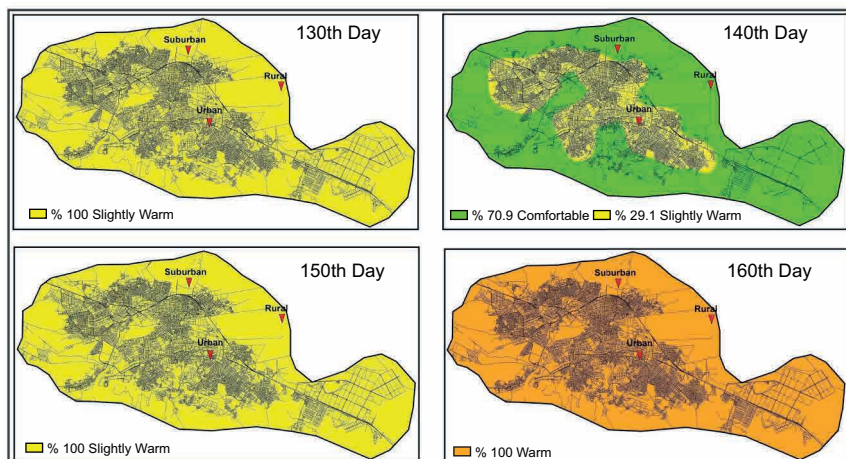 130th Day
Suburban
Rural
Urban
% 100 Slightly Warm
140th Day
Suburban
Rural
Urban
% 70.9 Comfortable % 29.1 Slightly Warm
150th Day
Suburban
Rural
Urban
% 100 Slightly Warm
160th Day
Suburban
Rural
Urban
% 100 Warm